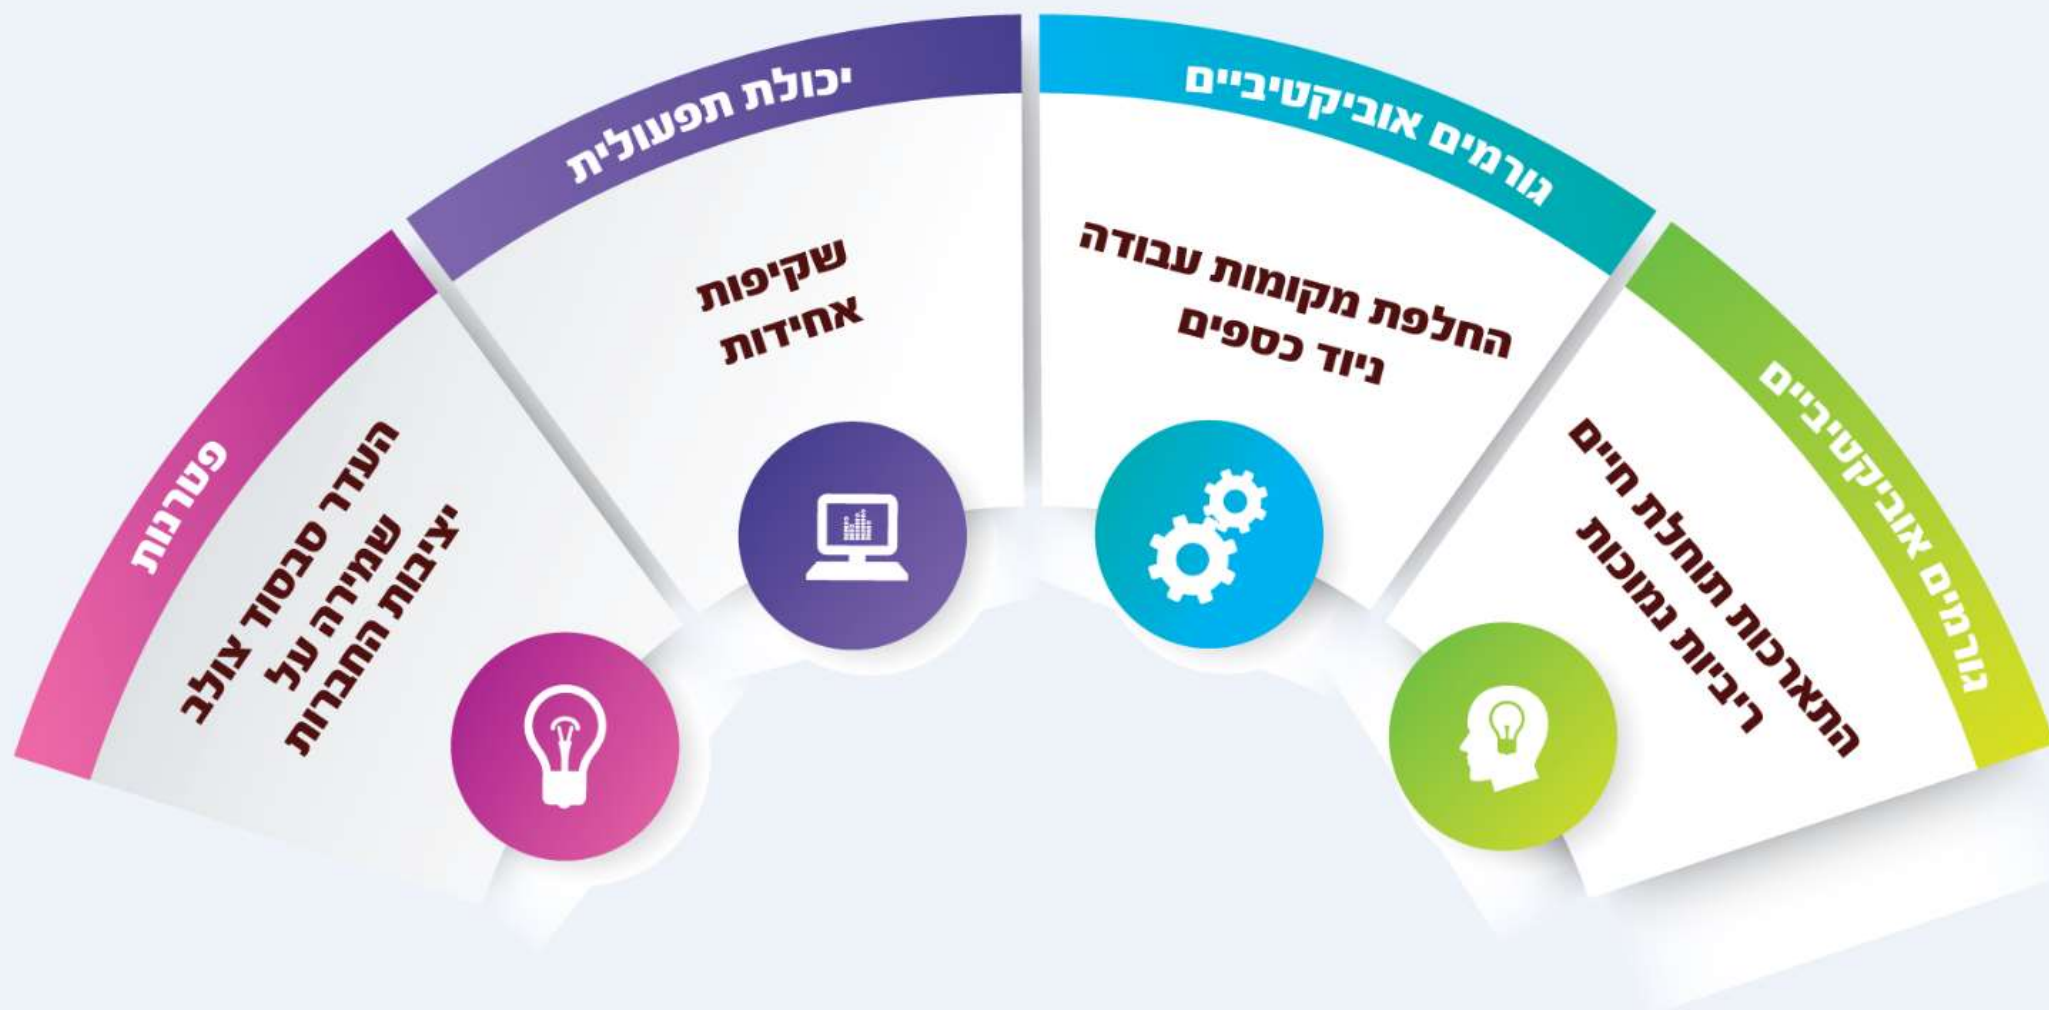 גורמים אוביקטיביים
התארכות תוחלת חיים
ריביות נמוכות
גורמים אוביקטיביים
החלפת מקומות עבודה
ניוד כספים
יכולת תפעולית
שקיפות
אחידות
פטרנות
העדר סבסוד צולב
שמירה על
יציבות החברות